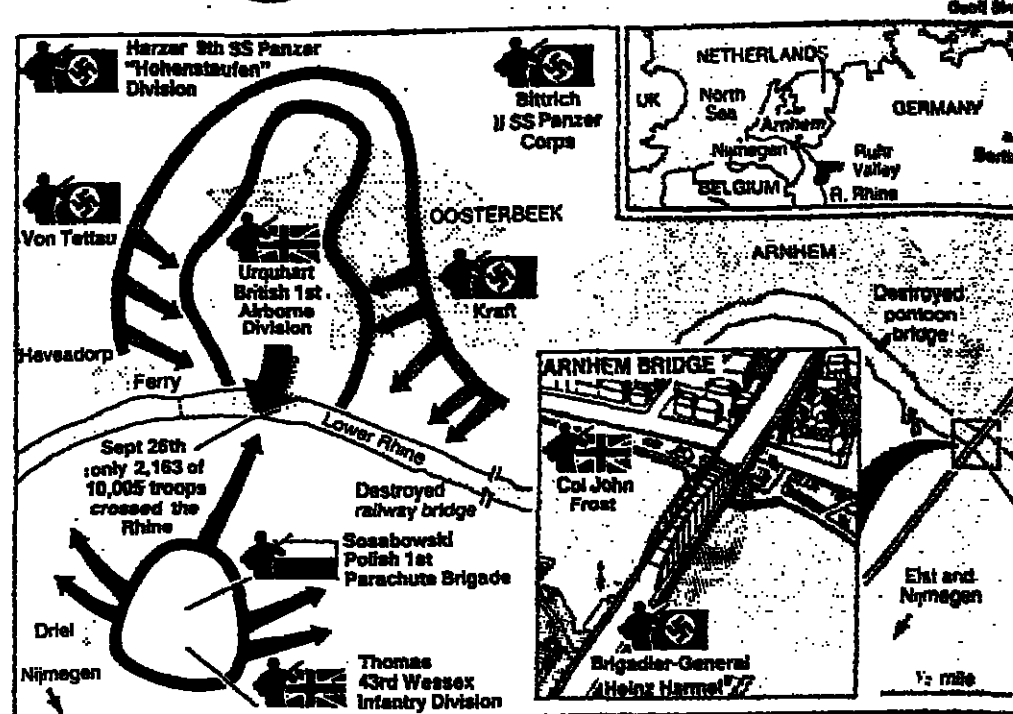 Harzer 9th SS Panzer
"Hohenstaufen"
Division
Bittrich
II SS Panzer
Corps
NETHERLANDS
UK
North
Sea
Arnhem
GERMANY
Nijmegen
Ruhr
Valley
BELGIUM
R. Rhine
Von Tettau
OOSTERBEEK
Urquhart
British 1st
Airborne
Division
Kraft
ARNHEM
Destroyed
pontoon
bridge
Heveadorp
Ferry
ARNHEM BRIDGE
Lower Rhine
Sept 26th
only 2,163 of
10,005 troops
crossed the
Rhine
Destroyed
railway bridge
Col John
Frost
Sosabowski
Polish 1st
Parachute Brigade
Elst and
Nijmegen
Driel
Nijmegen
Thomas
43rd Wessex
Infantry Division
Brigadier-General
Heinz Harmel
½ mile